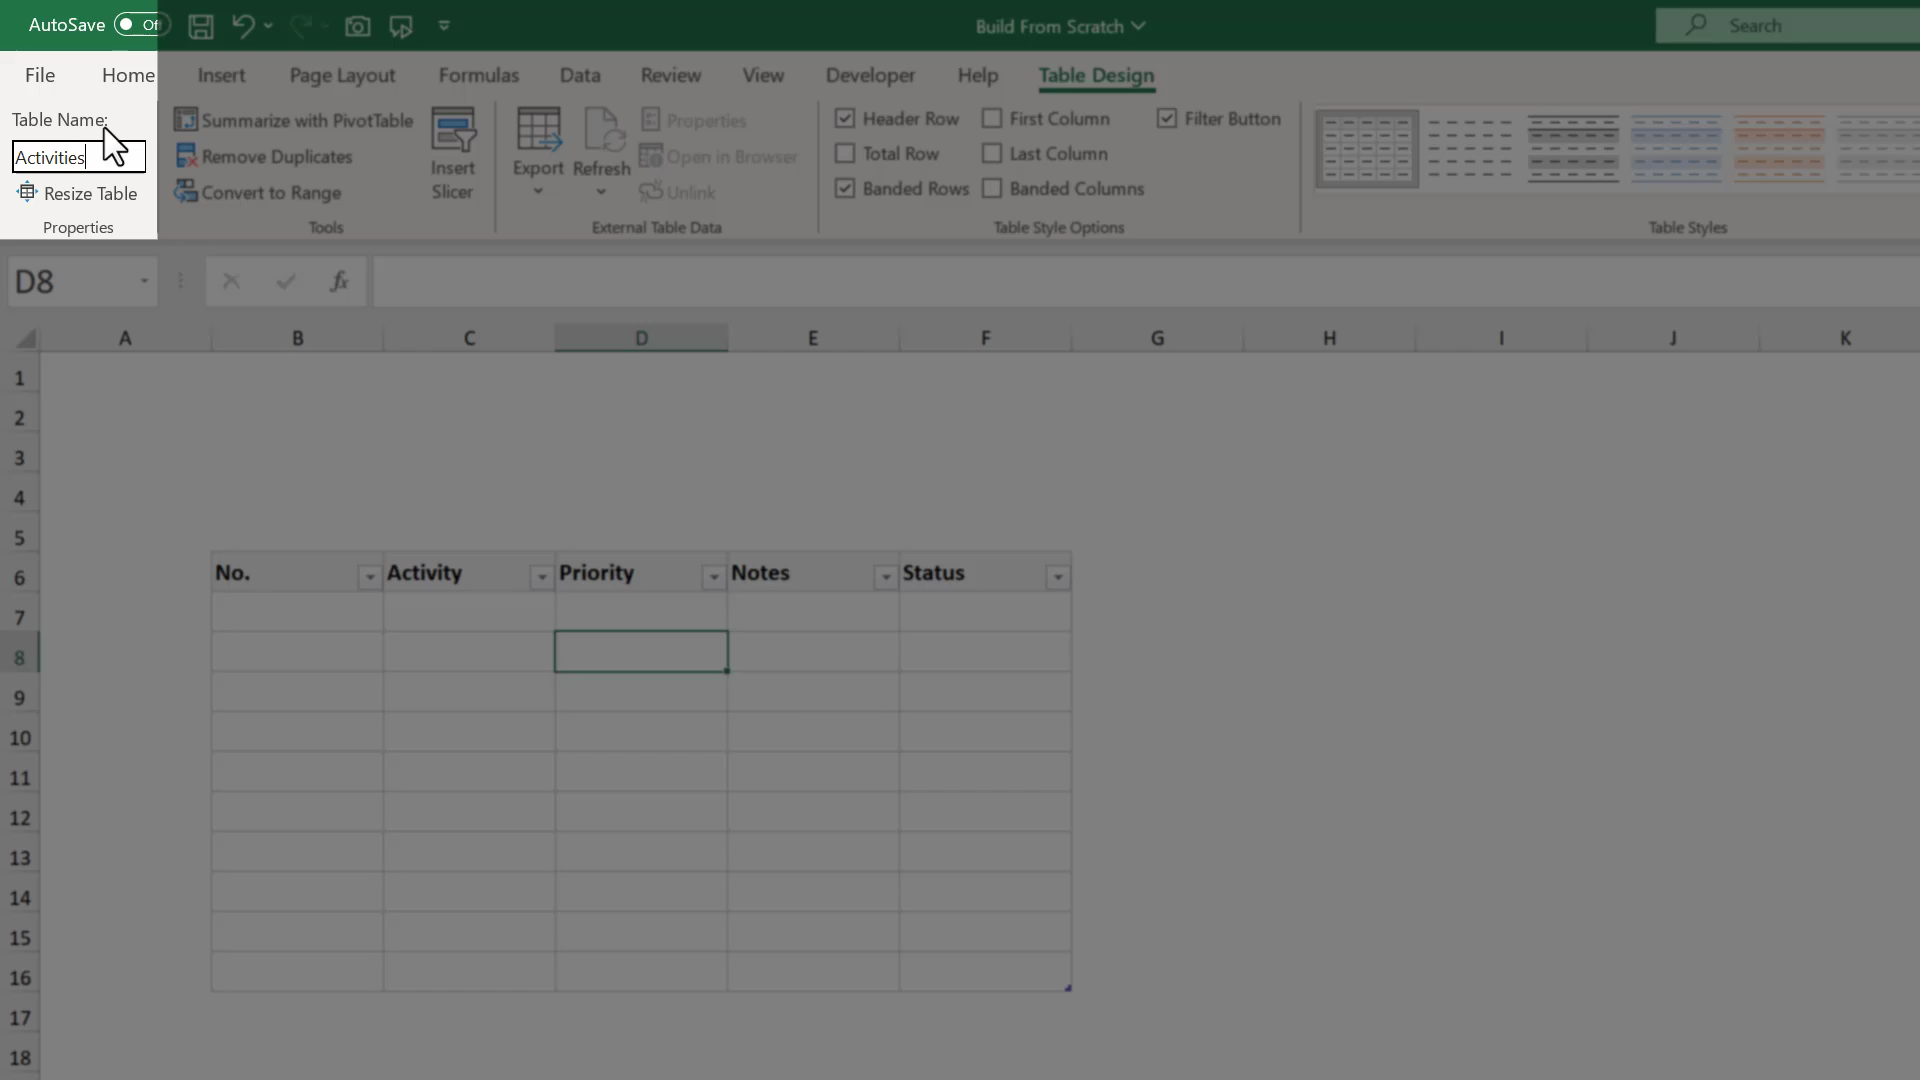 AutoSave Off Build From Scratch Search
File Home Insert Page Layout Formulas Data Review View Developer Help Table Design
Table Name:
Activities
Resize Table
Properties
Summarize with PivotTable
Remove Duplicates
Convert to Range
Tools
Insert
Slicer
Export
Refresh
Properties
Open in Browser
Unlink
External Table Data
Header Row First Column Filter Button
Total Row Last Column
Banded Rows Banded Columns
Table Style Options
Table Styles
D8 fx
A B C D E F G H I J K
1
2
3
4
5
6 No. Activity Priority Notes Status
7
8
9
10
11
12
13
14
15
16
17
18